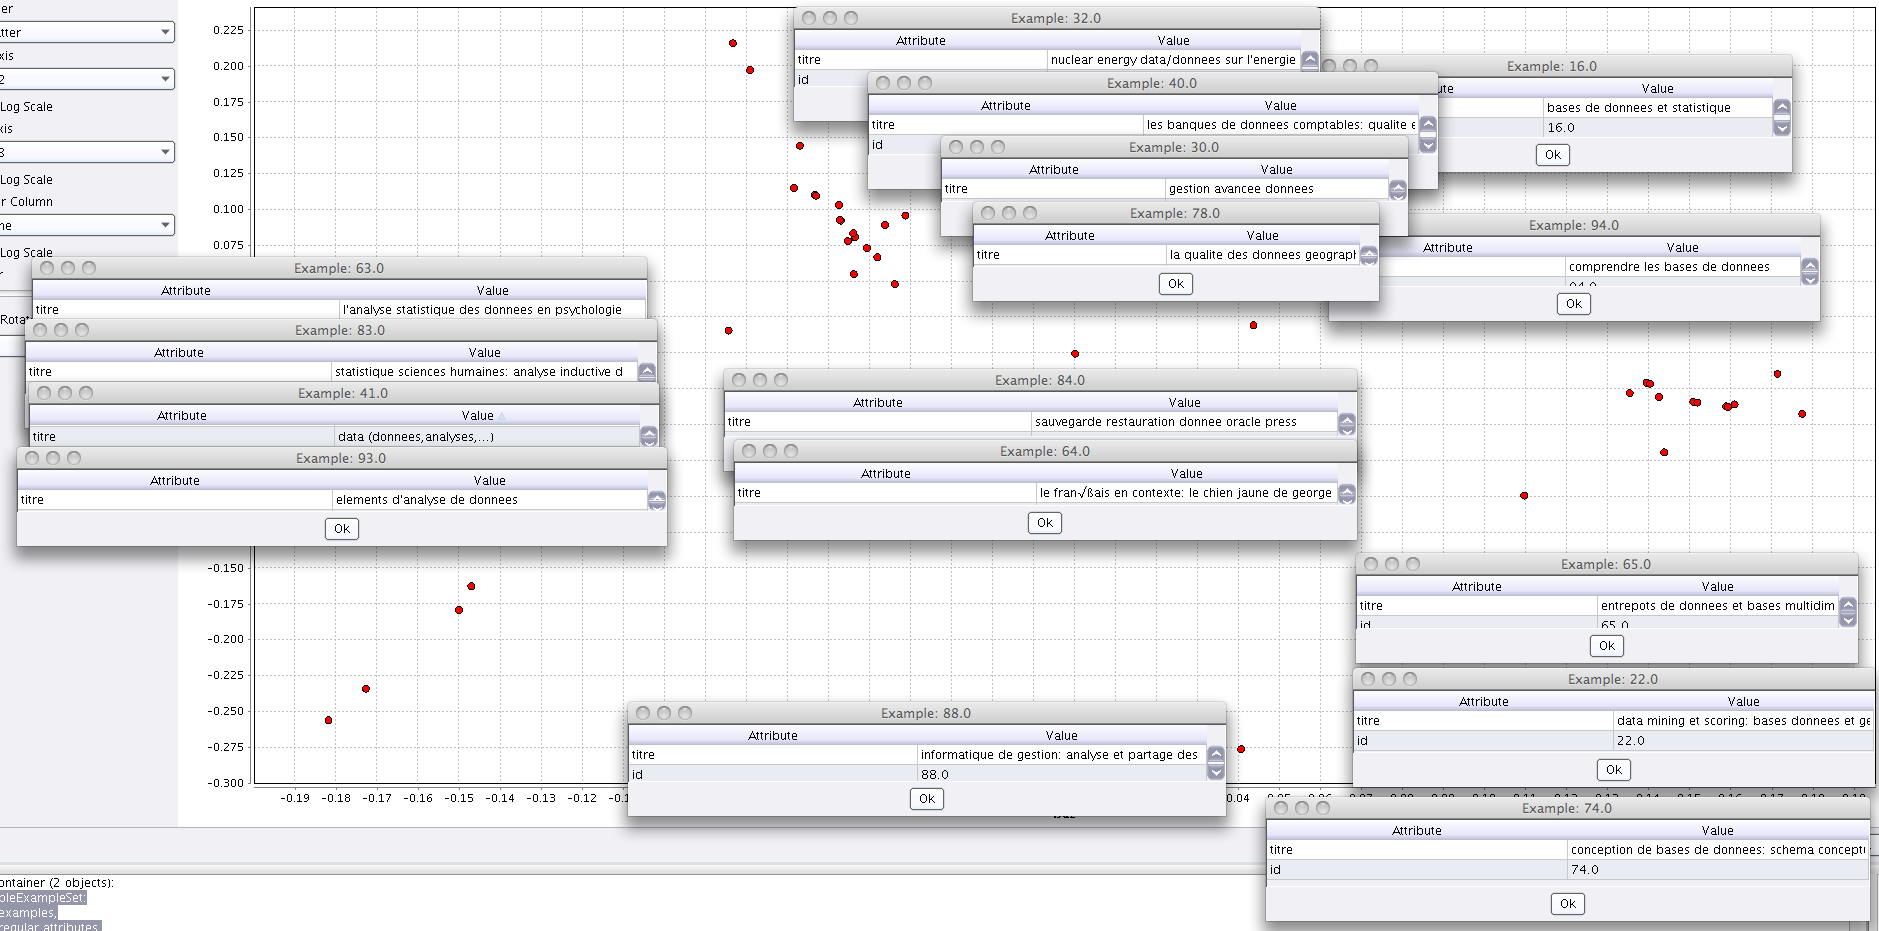 er
tter
xis
2
Log Scale
xis
8
Log Scale
r Column
ne
Log Scale
r
Rotat
0.225
0.200
0.175
0.150
0.125
0.100
0.075
-0.150
-0.175
-0.200
-0.225
-0.250
-0.275
-0.300
-0.19 -0.18 -0.17 -0.16 -0.15 -0.14 -0.13 -0.12
0.04
Example: 32.0
Attribute Value
titre nuclear energy data/donnees sur l'energie
id
Example: 16.0
ute Value
bases de donnees et statistique
16.0
Ok
Example: 40.0
Attribute Value
titre les banques de donnees comptables: qualite e
id
Example: 30.0
Attribute Value
titre gestion avancee donnees
Example: 78.0
Attribute Value
titre la qualite des donnees geograph
Ok
Example: 94.0
Attribute Value
comprendre les bases de donnees
94.0
Ok
Example: 63.0
Attribute Value
titre l'analyse statistique des donnees en psychologie
Example: 83.0
Attribute Value
titre statistique sciences humaines: analyse inductive d
Example: 41.0
Attribute Value
titre data (donnees,analyses,...)
Example: 93.0
Attribute Value
titre elements d'analyse de donnees
Ok
Example: 84.0
Attribute Value
titre sauvegarde restauration donnee oracle press
Example: 64.0
Attribute Value
titre le fran√ßais en contexte: le chien jaune de george
Ok
Example: 65.0
Attribute Value
titre entrepots de donnees et bases multidim
id 65.0
Ok
Example: 22.0
Attribute Value
titre data mining et scoring: bases donnees et ge
id 22.0
Ok
Example: 88.0
Attribute Value
titre informatique de gestion: analyse et partage des
id 88.0
Ok
Example: 74.0
Attribute Value
titre conception de bases de donnees: schema concept
id 74.0
Ok
ontainer (2 objects):
pleExampleSet:
examples,
regular attributes,